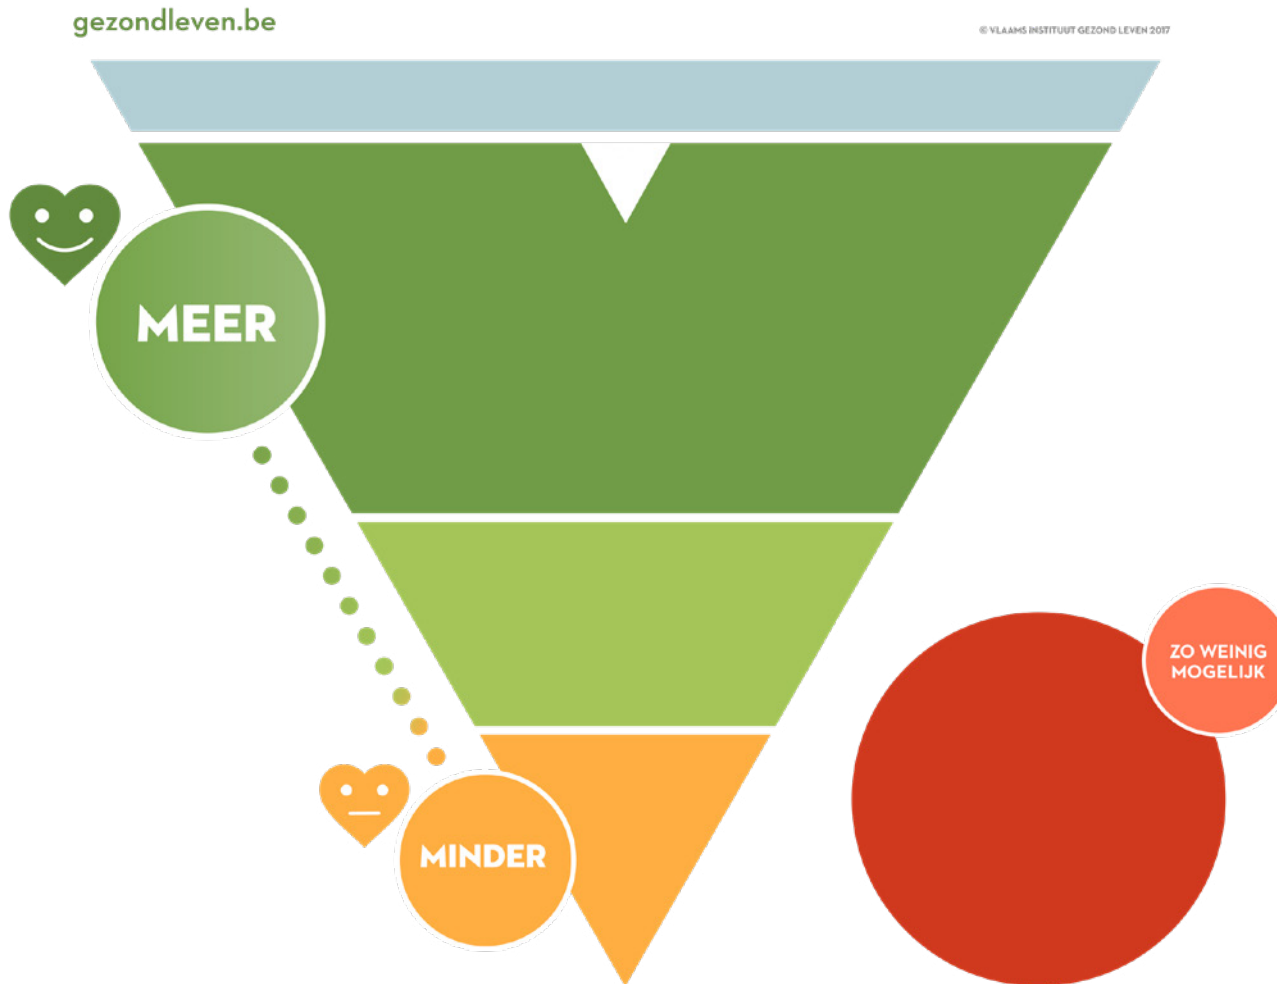 gezondleven.be
© VLAAMS INSTITUUT GEZOND LEVEN 2017
MEER
ZO WEINIG
MOGELIJK
MINDER